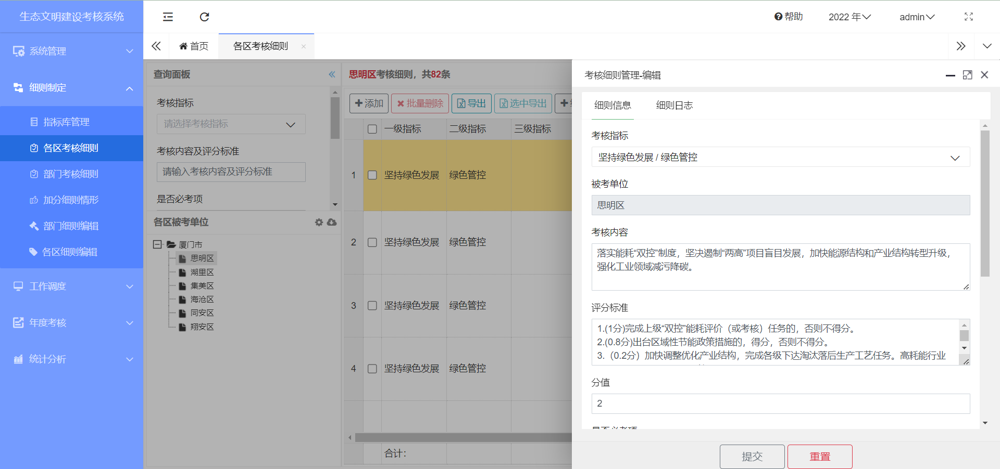 生态文明建设考核系统
帮助
2022 年
admin
首页
各区考核细则
系统管理
细则制定
指标库管理
各区考核细则
部门考核细则
加分细则情形
部门细则编辑
各区细则编辑
工作调度
年度考核
统计分析
查询面板
考核指标
请选择考核指标
考核内容及评分标准
请输入考核内容及评分标准
是否必考项
各区被考单位
厦门市
思明区
湖里区
集美区
海沧区
同安区
翔安区
思明区考核细则，共82条
添加
批量删除
导出
选中导出
一级指标 二级指标 三级指标
1 坚持绿色发展 绿色管控
2 坚持绿色发展 绿色管控
3 坚持绿色发展 绿色管控
4 坚持绿色发展 绿色管控
合计：
考核细则管理-编辑
细则信息 细则日志
考核指标
坚持绿色发展 / 绿色管控
被考单位
思明区
考核内容
落实能耗“双控”制度，坚决遏制“两高”项目盲目发展，加快能源结构和产业结构转型升级，
强化工业领域减污降碳。
评分标准
1.(1分)完成上级“双控”能耗评价（或考核）任务的，否则不得分。
2.(0.8分)出台区域性节能政策措施的，得分，否则不得分。
3.（0.2分）加快调整优化产业结构，完成各级下达淘汰落后生产工艺任务。高耗能行业
分值
2
是否必考项
提交
重置